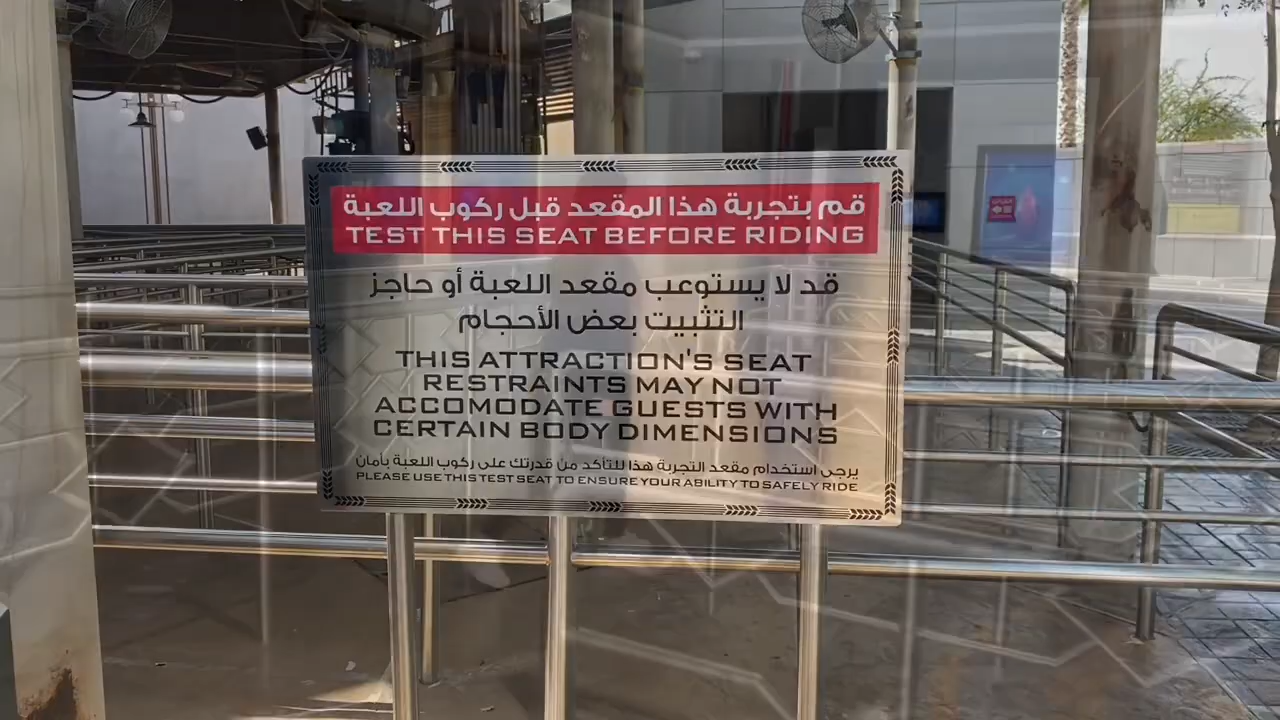 قم بتجربة هذا المقعد قبل ركوب اللعبة
TEST THIS SEAT BEFORE RIDING
قد لا يستوعب مقعد اللعبة أو حاجز
التثبيت بعض الأحجام
THIS ATTRACTION'S SEAT
RESTRAINTS MAY NOT
ACCOMODATE GUESTS WITH
CERTAIN BODY DIMENSIONS
يرجى استخدام مقعد التجربة هذا للتأكد من قدرتك على ركوب اللعبة بأمان
PLEASE USE THIS TEST SEAT TO ENSURE YOUR ABILITY TO SAFELY RIDE